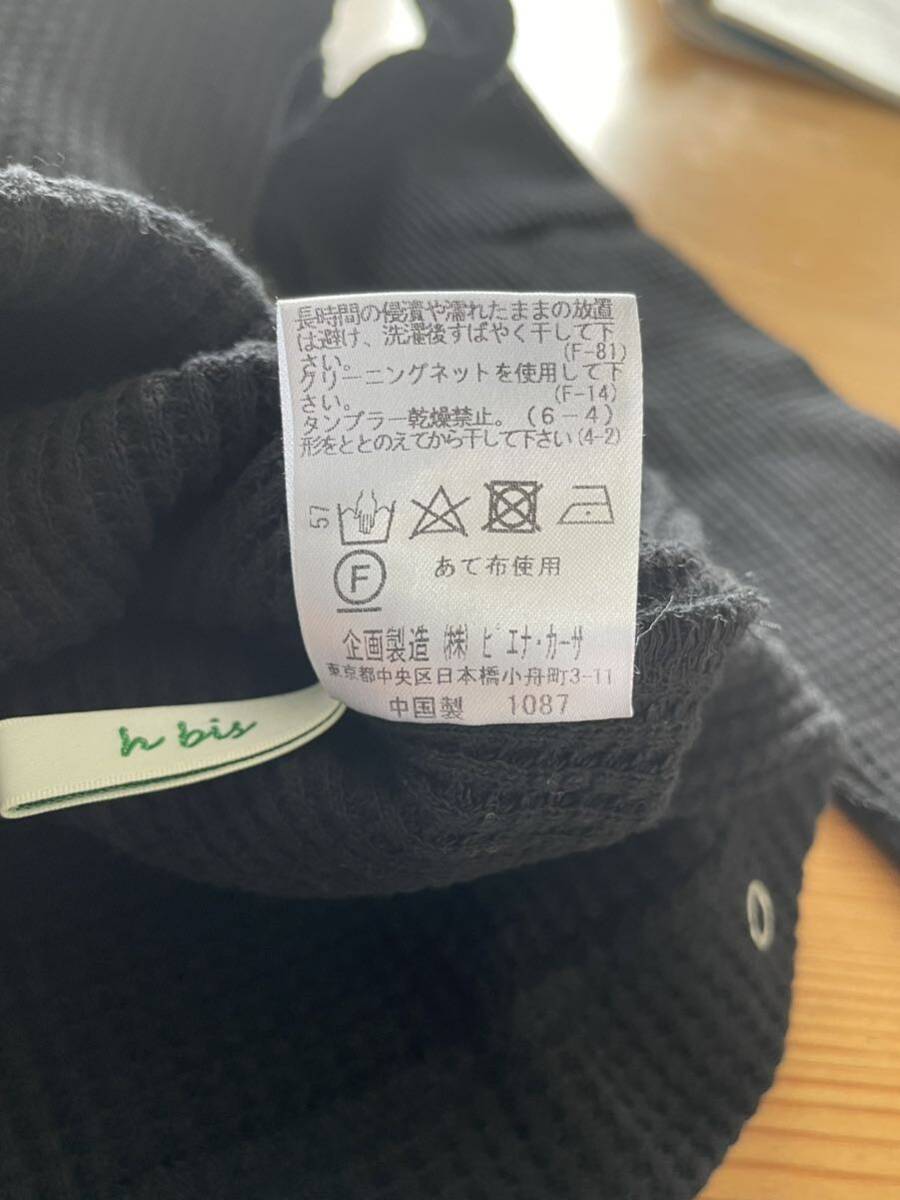 長時間の浸漬や濡れたままの放置
は避け、洗濯後すばやく干して下
さい。 (F-81)
クリーニングネットを使用して下
さい。 (F-14)
タンブラー乾燥禁止。(6-4)
形をととのえてから干して下さい(4-2)
57
F
あて布使用
企画製造 ㈱ ビエナ・カーサ
東京都中央区日本橋小舟町3-11
中国製 1087
h bis